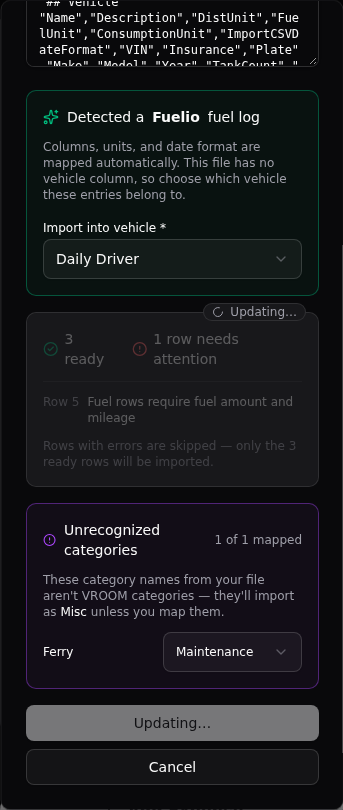 ## Vehicle
"Name","Description","DistUnit","Fue
lUnit","ConsumptionUnit","ImportCSVD
ateFormat","VIN","Insurance","Plate"
,"Make","Model","Year","TankCount","
Detected a Fuelio fuel log
Columns, units, and date format are
mapped automatically. This file has no
vehicle column, so choose which vehicle
these entries belong to.
Import into vehicle *
Daily Driver
Updating...
3
ready
1 row needs
attention
Row 5 Fuel rows require fuel amount and
mileage
Rows with errors are skipped — only the 3
ready rows will be imported.
Unrecognized
categories
1 of 1 mapped
These category names from your file
aren't VROOM categories — they'll import
as Misc unless you map them.
Ferry
Maintenance
Updating...
Cancel